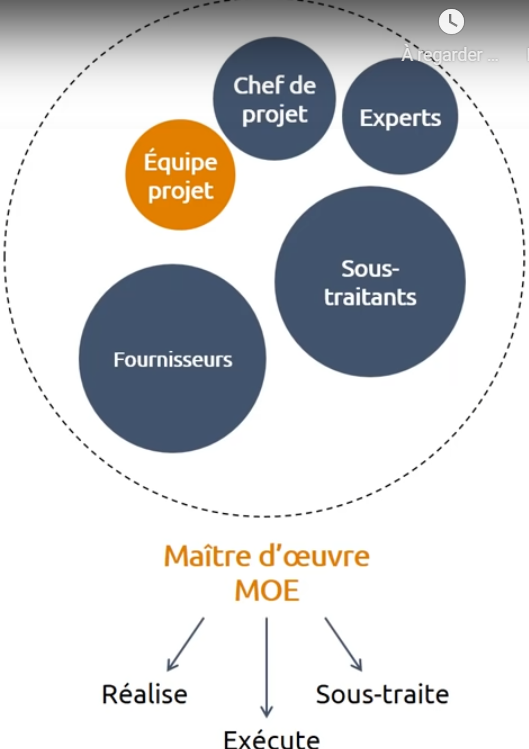 À regarder ...
Chef de
projet
Experts
Équipe
projet
Sous-
traitants
Fournisseurs
Maître d’œuvre
MOE
Réalise
Sous-traite
Exécute